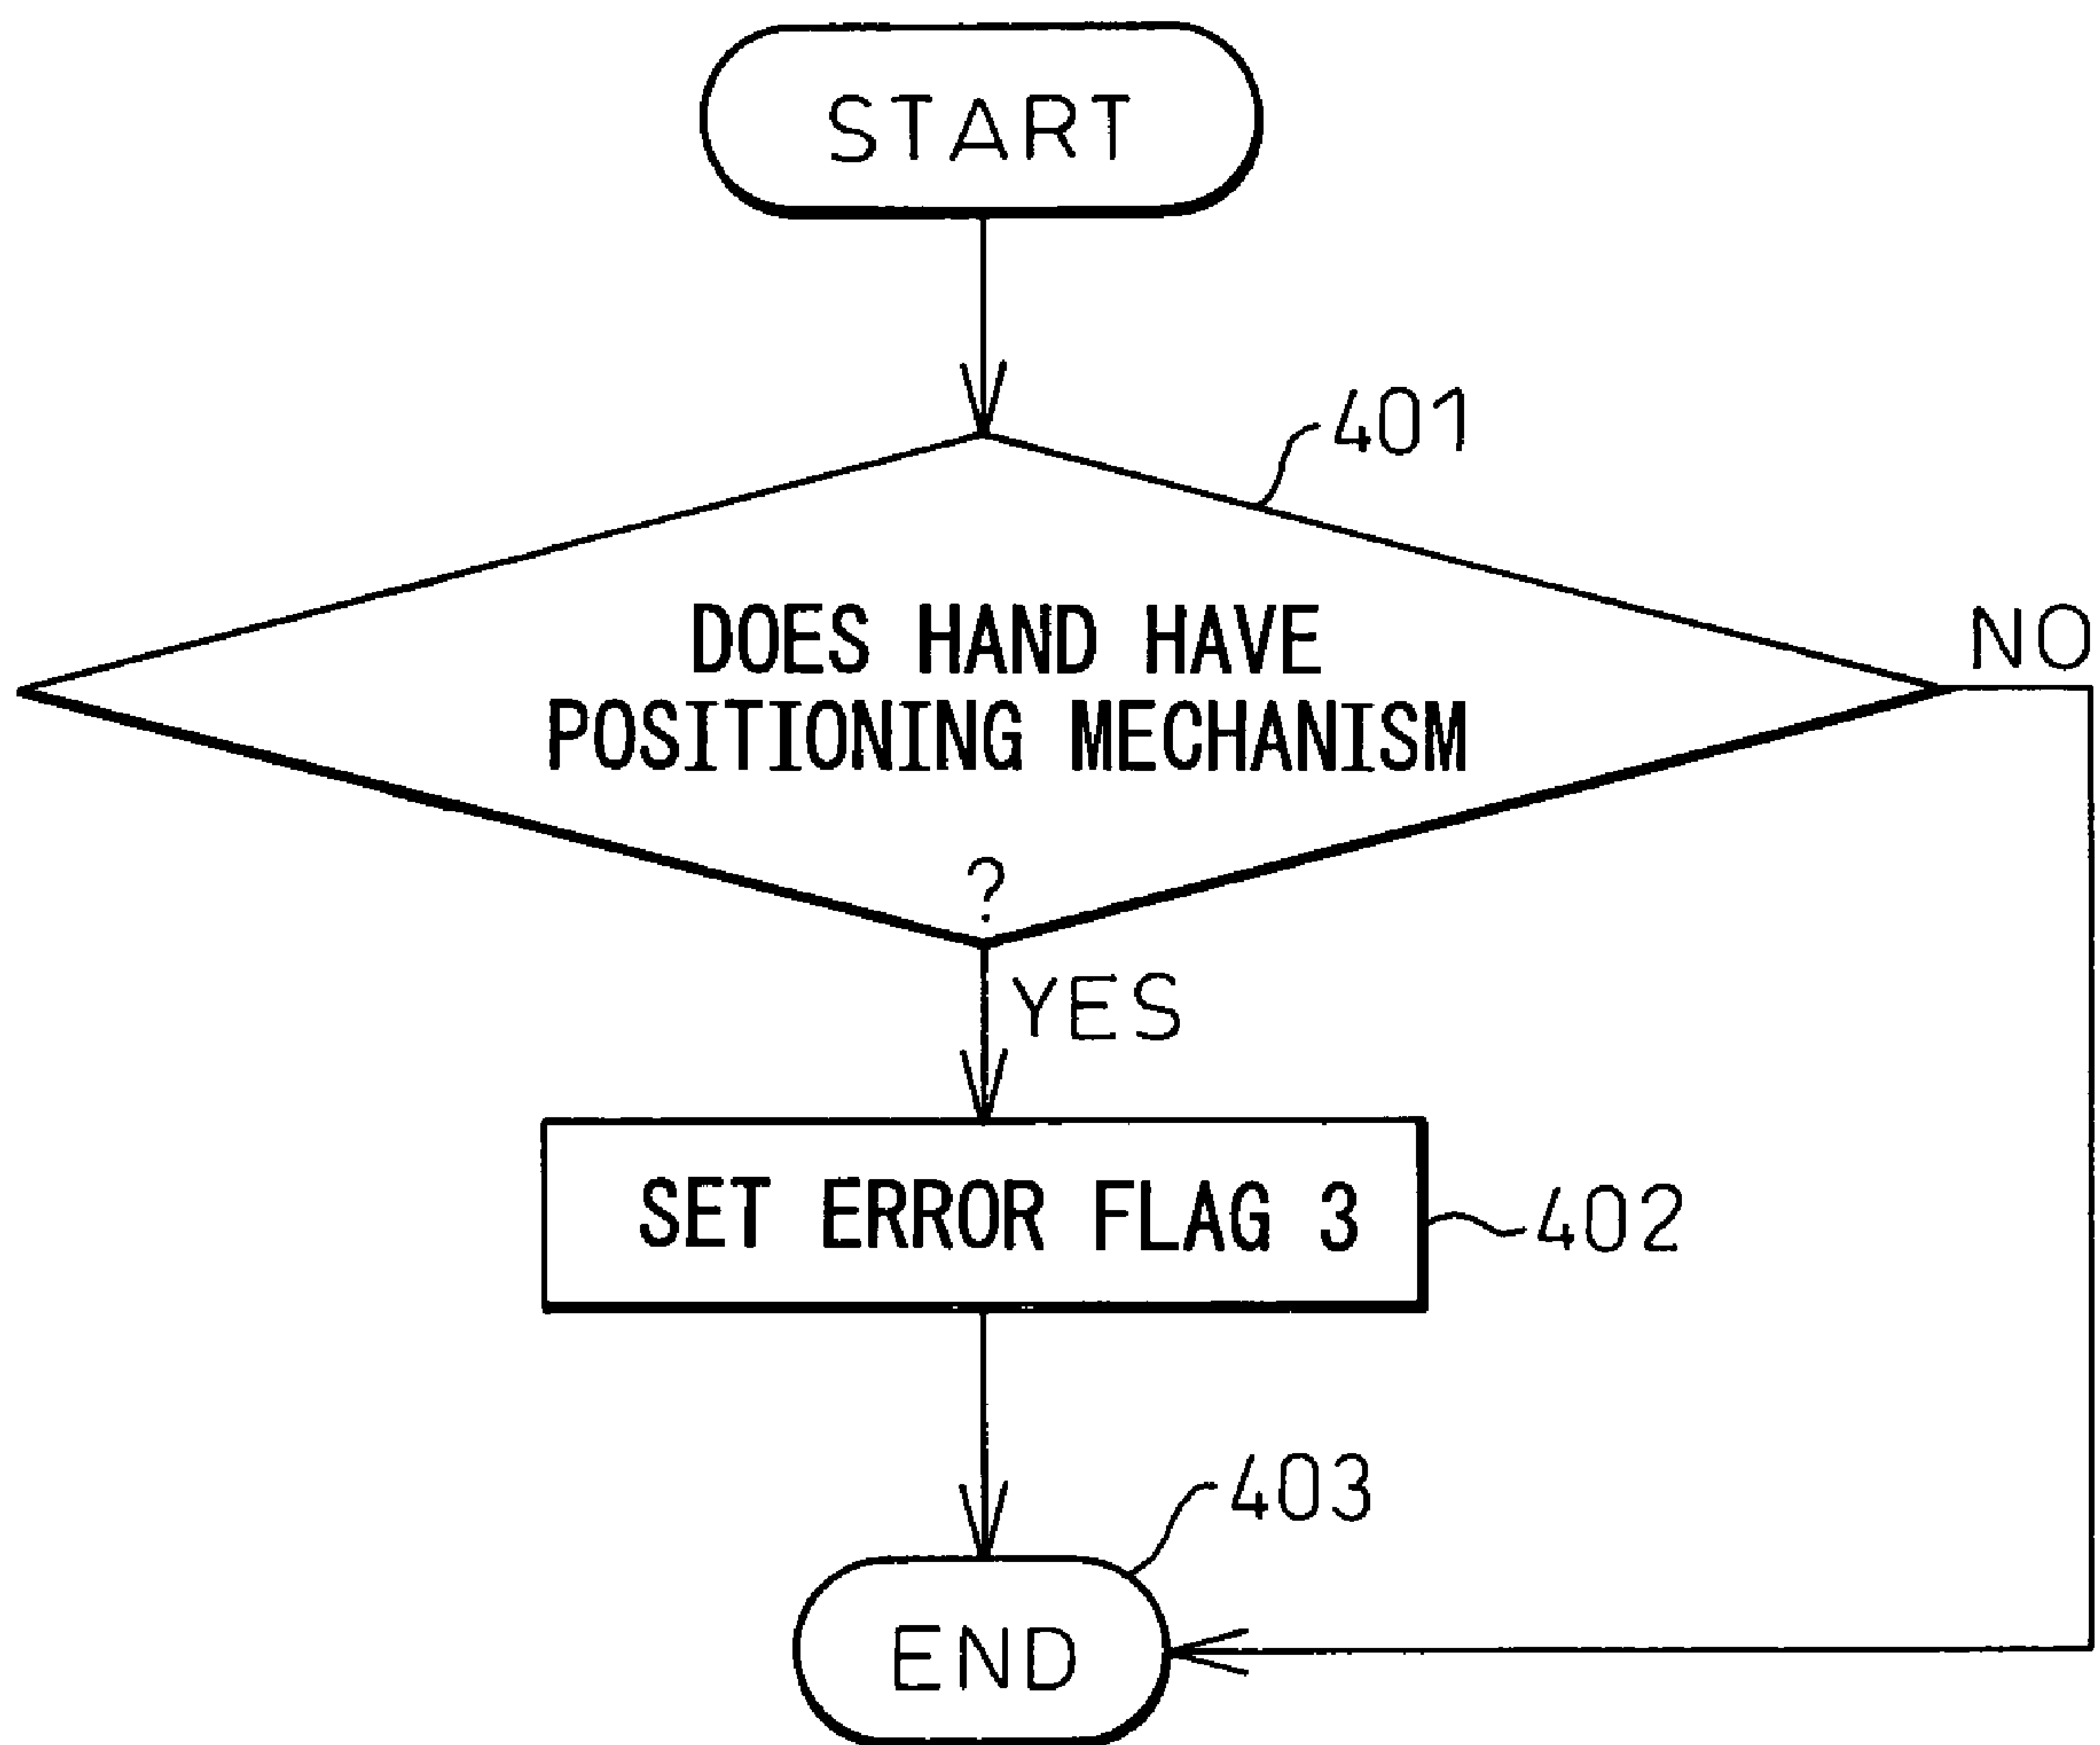 START
401
DOES HAND HAVE
POSITIONING MECHANISM
?
NO
YES
SET ERROR FLAG 3
402
403
END